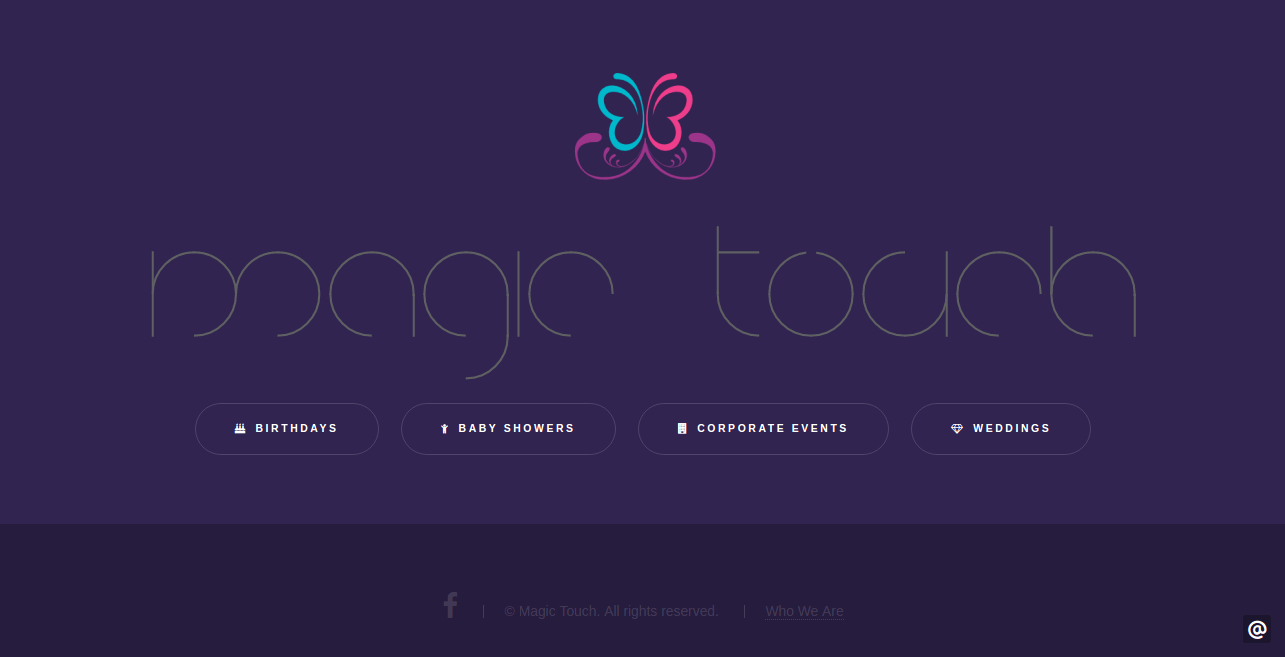 magic touch
BIRTHDAYS BABY SHOWERS CORPORATE EVENTS WEDDINGS
f | © Magic Touch. All rights reserved. | Who We Are
@